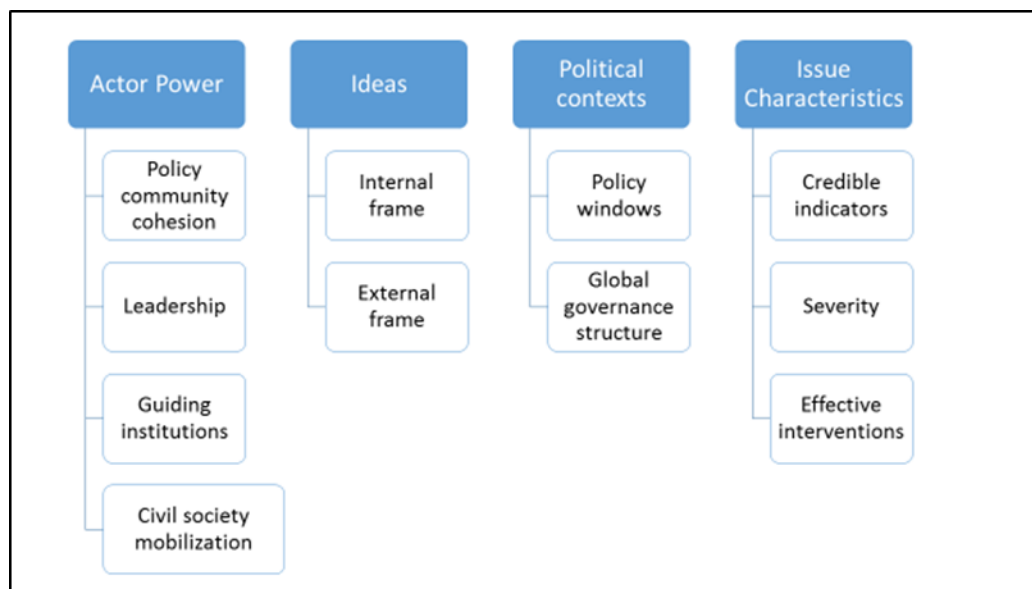 Actor Power
Policy
community
cohesion
Leadership
Guiding
institutions
Civil society
mobilization
Ideas
Internal
frame
External
frame
Political
contexts
Policy
windows
Global
governance
structure
Issue
Characteristics
Credible
indicators
Severity
Effective
interventions